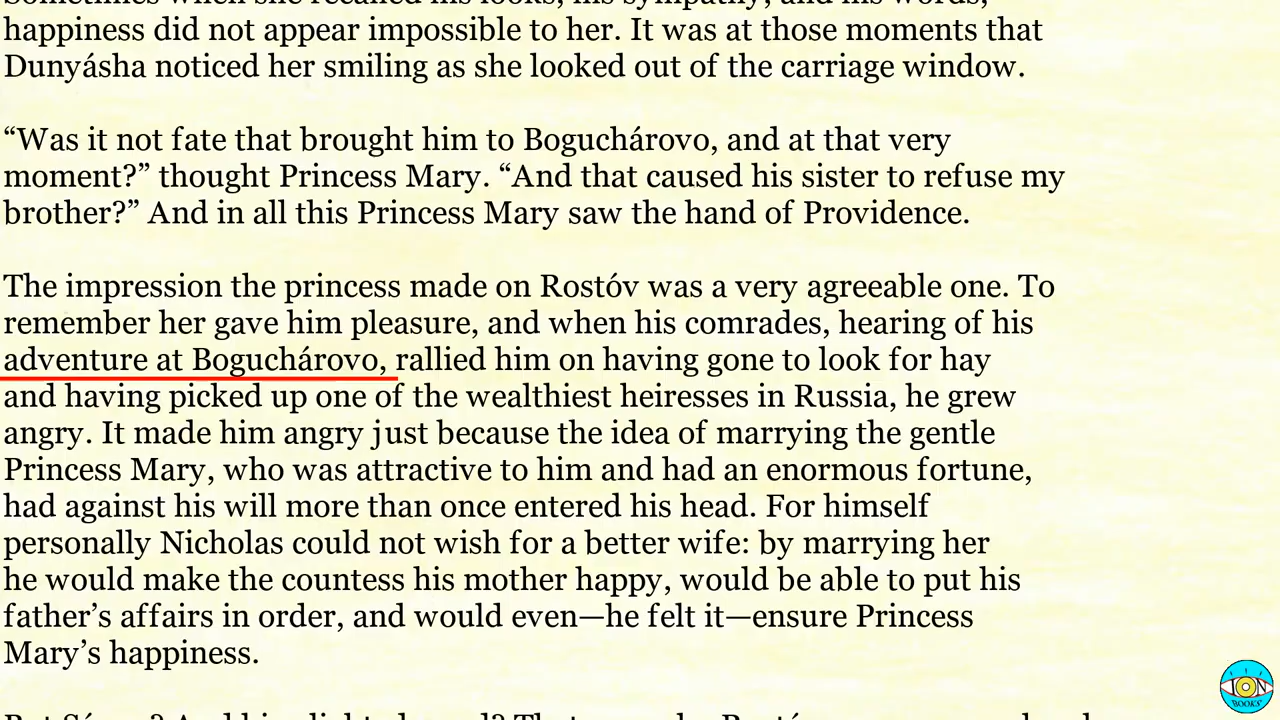 happiness did not appear impossible to her. It was at those moments that
Dunyásha noticed her smiling as she looked out of the carriage window.
“Was it not fate that brought him to Boguchárovo, and at that very
moment?” thought Princess Mary. “And that caused his sister to refuse my
brother?” And in all this Princess Mary saw the hand of Providence.
The impression the princess made on Rostóv was a very agreeable one. To
remember her gave him pleasure, and when his comrades, hearing of his
adventure at Boguchárovo, rallied him on having gone to look for hay
and having picked up one of the wealthiest heiresses in Russia, he grew
angry. It made him angry just because the idea of marrying the gentle
Princess Mary, who was attractive to him and had an enormous fortune,
had against his will more than once entered his head. For himself
personally Nicholas could not wish for a better wife: by marrying her
he would make the countess his mother happy, would be able to put his
father’s affairs in order, and would even—he felt it—ensure Princess
Mary’s happiness.
ION
BOOKS